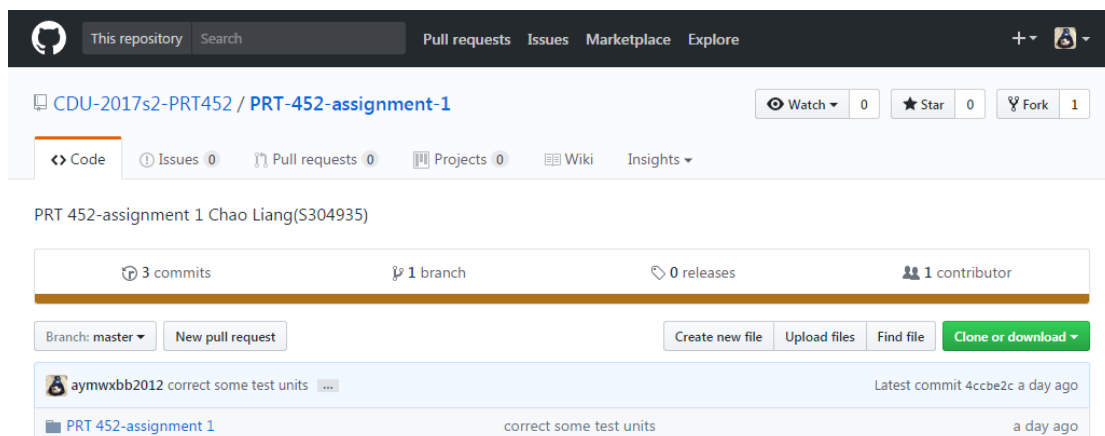 This repository Search Pull requests Issues Marketplace Explore
CDU-2017s2-PRT452 / PRT-452-assignment-1 Watch 0 Star 0 Fork 1
Code Issues 0 Pull requests 0 Projects 0 Wiki Insights
PRT 452-assignment 1 Chao Liang(S304935)
3 commits 1 branch 0 releases 1 contributor
Branch: master New pull request Create new file Upload files Find file Clone or download
aymwxbb2012 correct some test units ... Latest commit 4ccbe2c a day ago
PRT 452-assignment 1 correct some test units a day ago